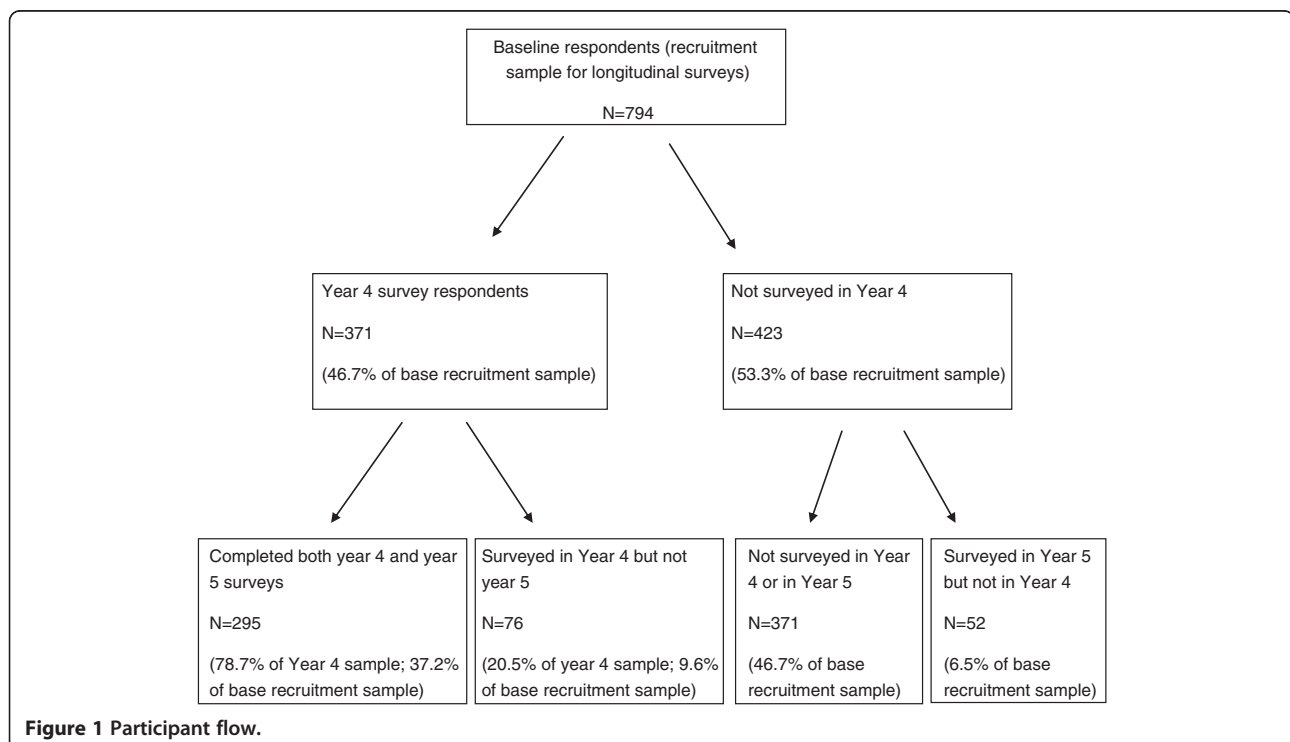 Baseline respondents (recruitment
sample for longitudinal surveys)
N=794
Year 4 survey respondents
N=371
(46.7% of base recruitment sample)
Not surveyed in Year 4
N=423
(53.3% of base recruitment sample)
Completed both year 4 and year
5 surveys
N=295
(78.7% of Year 4 sample; 37.2%
of base recruitment sample)
Surveyed in Year 4 but not
year 5
N=76
(20.5% of year 4 sample; 9.6%
of base recruitment sample)
Not surveyed in Year
4 or in Year 5
N=371
(46.7% of base
recruitment sample)
Surveyed in Year 5
but not in Year 4
N=52
(6.5% of base
recruitment sample)
Figure 1 Participant flow.